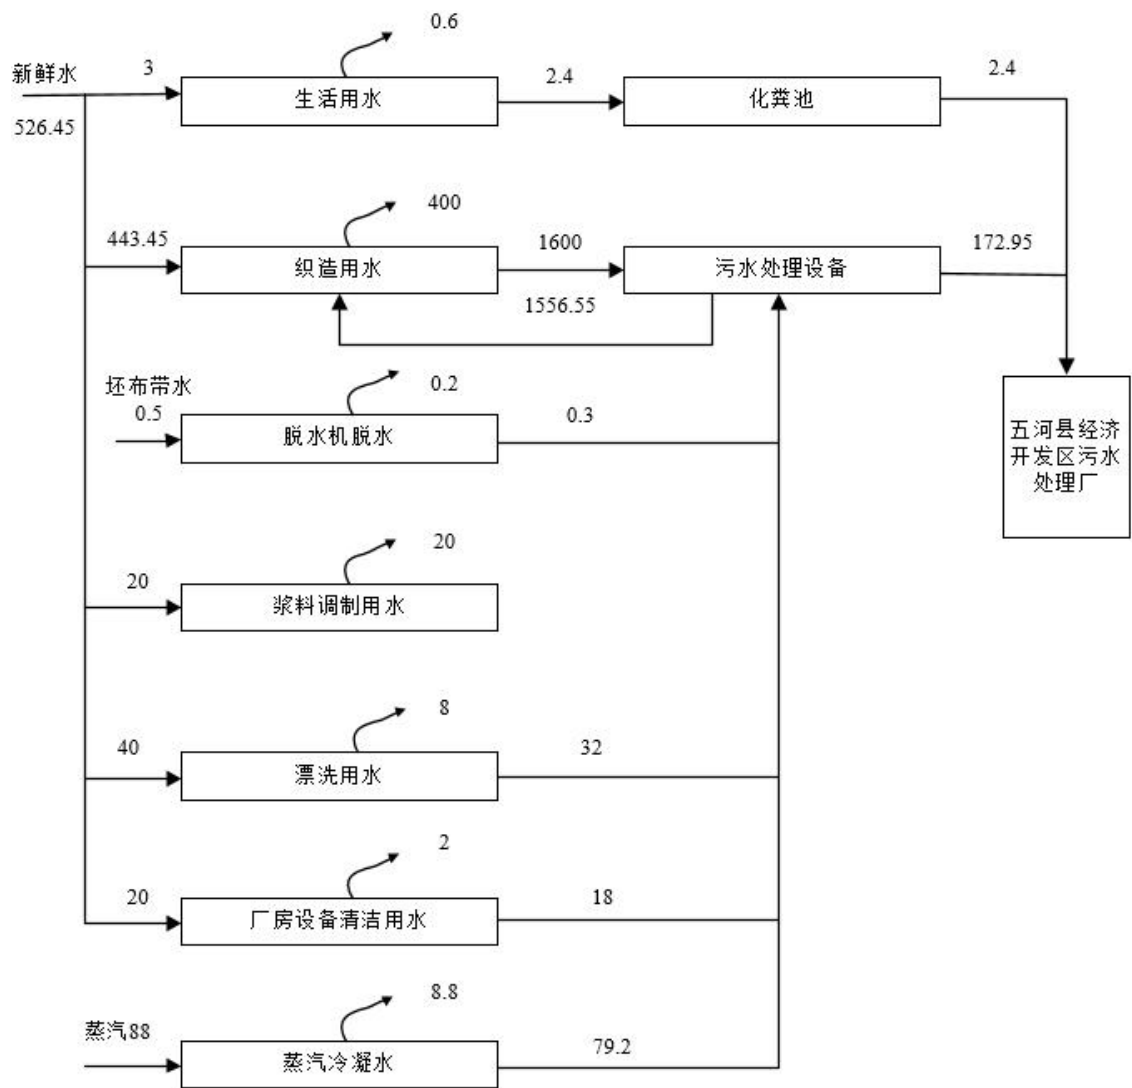 0.6
新鲜水
3
生活用水
2.4
化粪池
2.4
526.45
400
443.45
织造用水
1600
污水处理设备
172.95
1556.55
坯布带水
0.5
0.2
脱水机脱水
0.3
五河县经济
开发区污水
处理厂
20
20
浆料调制用水
8
40
漂洗用水
32
2
20
厂房设备清洁用水
18
8.8
蒸汽88
蒸汽冷凝水
79.2